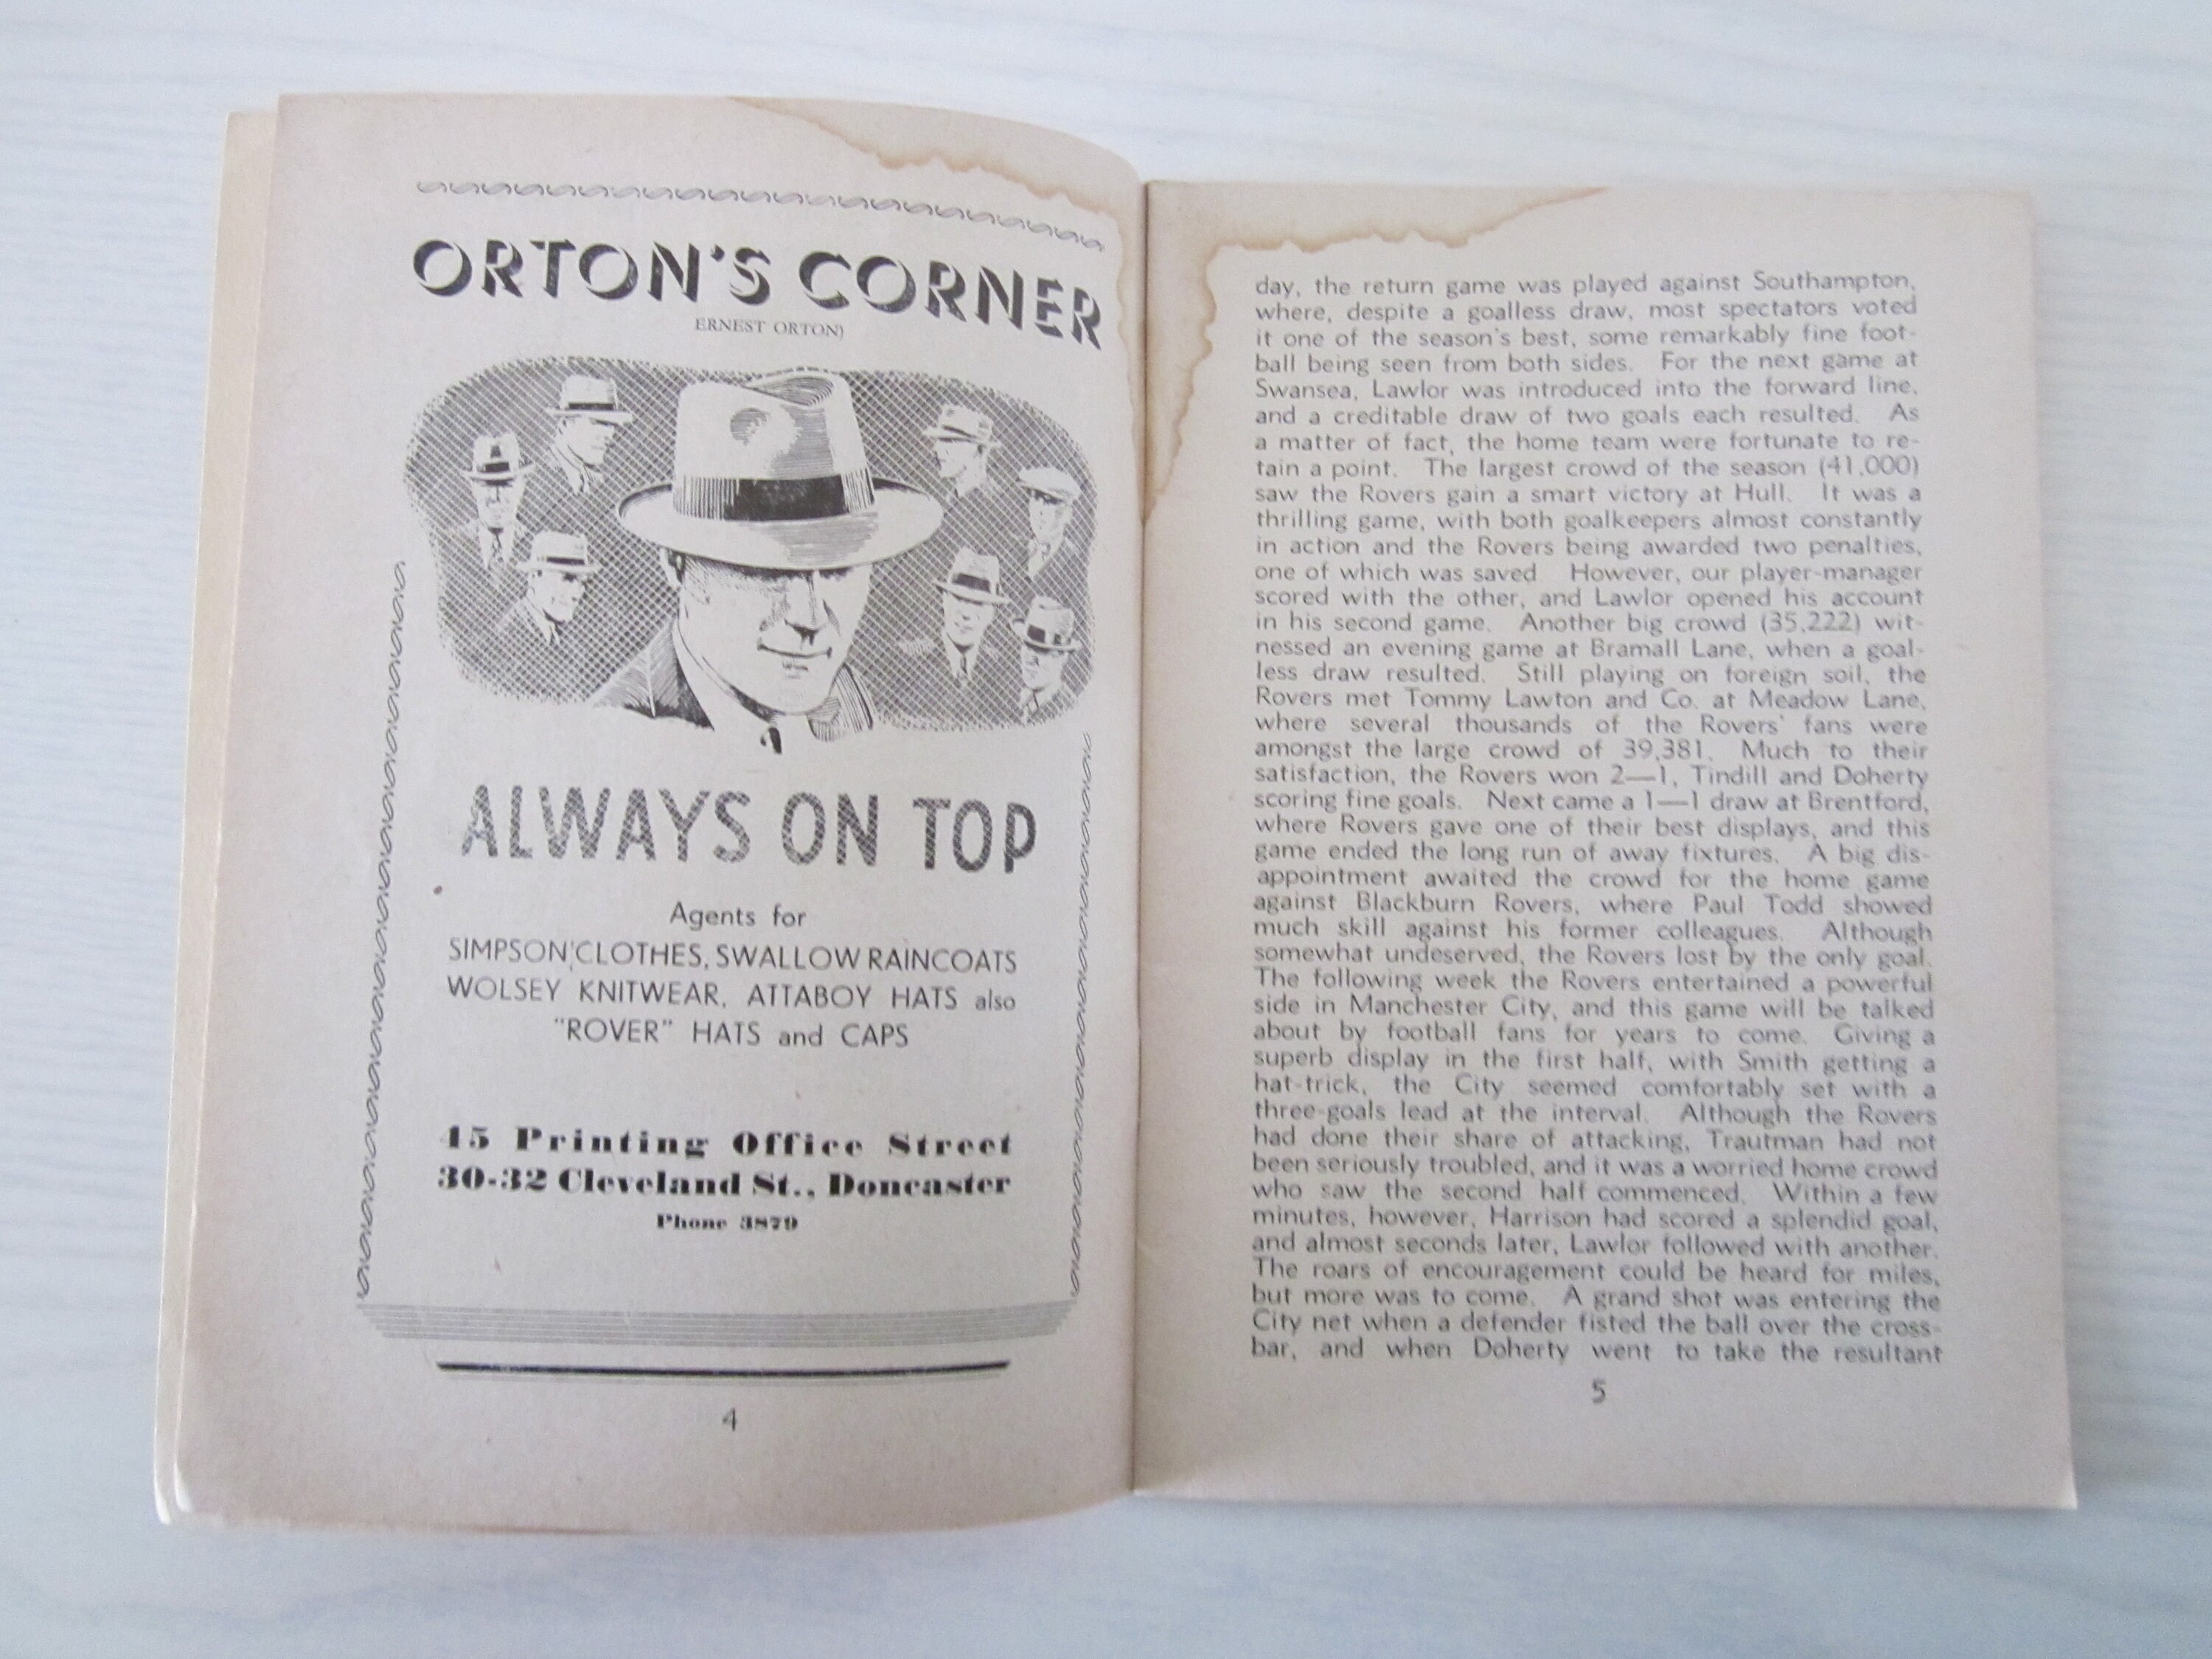 ORTON'S CORNER
ERNEST ORTON)
ALWAYS ON TOP
Agents for
SIMPSON CLOTHES, SWALLOW RAINCOATS
WOLSEY KNITWEAR, ATTABOY HATS also
"ROVER" HATS and CAPS
45 Printing Office Street
30-32 Cleveland St., Doncaster
Phone 3879
4
day, the return game was played against Southampton,
where, despite a goalless draw, most spectators voted
it one of the season's best, some remarkably fine foot-
ball being seen from both sides. For the next game at
Swansea, Lawlor was introduced into the forward line,
and a creditable draw of two goals each resulted. As
a matter of fact, the home team were fortunate to re-
tain a point. The largest crowd of the season (41,000)
saw the Rovers gain a smart victory at Hull. It was a
thrilling game, with both goalkeepers almost constantly
in action and the Rovers being awarded two penalties,
one of which was saved However, our player-manager
scored with the other, and Lawlor opened his account
in his second game. Another big crowd (35,222) wit-
nessed an evening game at Bramall Lane, when a goal-
less draw resulted. Still playing on foreign soil, the
Rovers met Tommy Lawton and Co. at Meadow Lane,
where several thousands of the Rovers' fans were
amongst the large crowd of 39,381. Much to their
satisfaction, the Rovers won 2—1, Tindill and Doherty
scoring fine goals. Next came a 1—1 draw at Brentford,
where Rovers gave one of their best displays, and this
game ended the long run of away fixtures. A big dis-
appointment awaited the crowd for the home game
against Blackburn Rovers, where Paul Todd showed
much skill against his former colleagues. Although
somewhat undeserved, the Rovers lost by the only goal.
The following week the Rovers entertained a powerful
side in Manchester City, and this game will be talked
about by football fans for years to come. Giving a
superb display in the first half, with Smith getting a
hat-trick, the City seemed comfortably set with a
three-goals lead at the interval. Although the Rovers
had done their share of attacking, Trautman had not
been seriously troubled, and it was a worried home crowd
who saw the second half commenced. Within a few
minutes, however, Harrison had scored a splendid goal,
and almost seconds later, Lawlor followed with another.
The roars of encouragement could be heard for miles,
but more was to come. A grand shot was entering the
City net when a defender fisted the ball over the cross-
bar, and when Doherty went to take the resultant
5